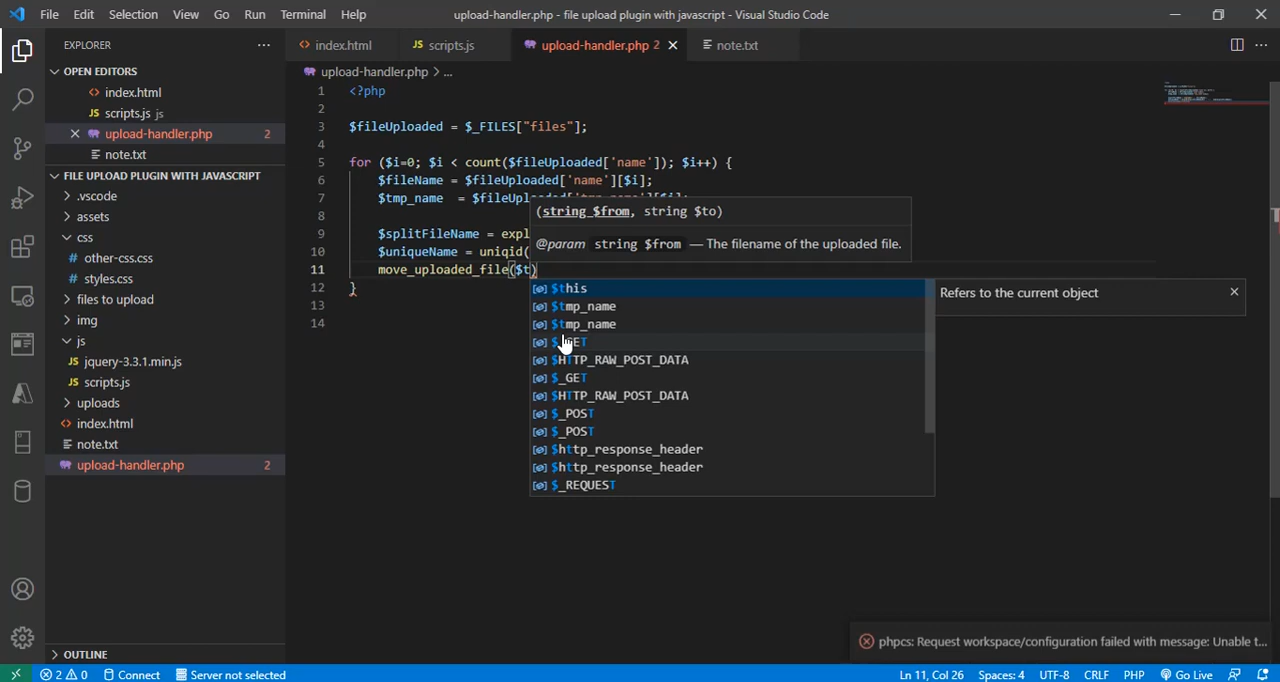 File Edit Selection View Go Run Terminal Help
upload-handler.php - file upload plugin with javascript - Visual Studio Code
EXPLORER
OPEN EDITORS
index.html
scripts.js js
upload-handler.php 2
note.txt
FILE UPLOAD PLUGIN WITH JAVASCRIPT
.vscode
assets
css
other-css.css
styles.css
files to upload
img
js
jquery-3.3.1.min.js
scripts.js
uploads
index.html
note.txt
upload-handler.php 2
OUTLINE
index.html JS scripts.js upload-handler.php 2 note.txt
upload-handler.php > ...
1 <?php
2
3 $fileUploaded = $_FILES["files"];
4
5 for ($i=0; $i < count($fileUploaded['name']); $i++) {
6 $fileName = $fileUploaded['name'][$i];
7 $tmp_name = $fileUploaded['tmp_name'][$i];
8
9 $splitFileName = expl
10 $uniqueName = uniqid(
11 move_uploaded_file($t)
12 }
13
14
(string $from, string $to)
@param string $from — The filename of the uploaded file.
$this
$tmp_name
$tmp_name
$_GET
$HTTP_RAW_POST_DATA
$_GET
$HTTP_RAW_POST_DATA
$_POST
$_POST
$http_response_header
$http_response_header
$_REQUEST
Refers to the current object
phpcs: Request workspace/configuration failed with message: Unable t...
2 0 Connect Server not selected Ln 11, Col 26 Spaces: 4 UTF-8 CRLF PHP Go Live